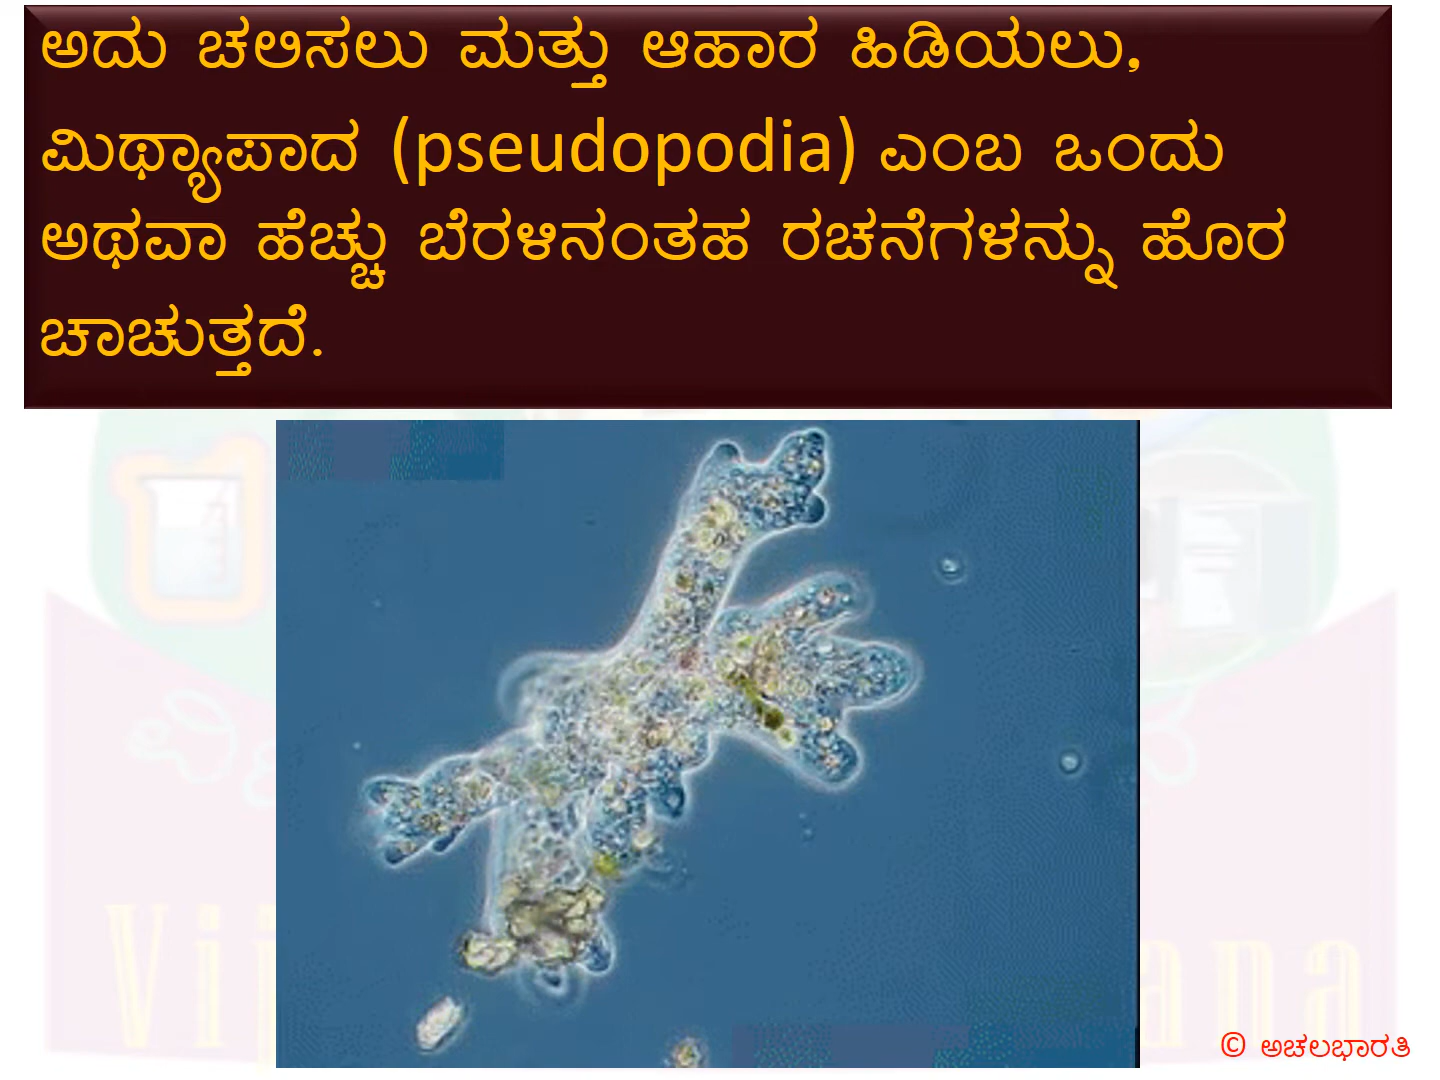 ಅದು ಚಲಿಸಲು ಮತ್ತು ಆಹಾರ ಹಿಡಿಯಲು,
ಮಿಥ್ಯಾಪಾದ (pseudopodia) ಎಂಬ ಒಂದು
ಅಥವಾ ಹೆಚ್ಚು ಬೆರಳಿನಂತಹ ರಚನೆಗಳನ್ನು ಹೊರ
ಚಾಚುತ್ತದೆ.
© ಅಚಲಭಾರತಿ